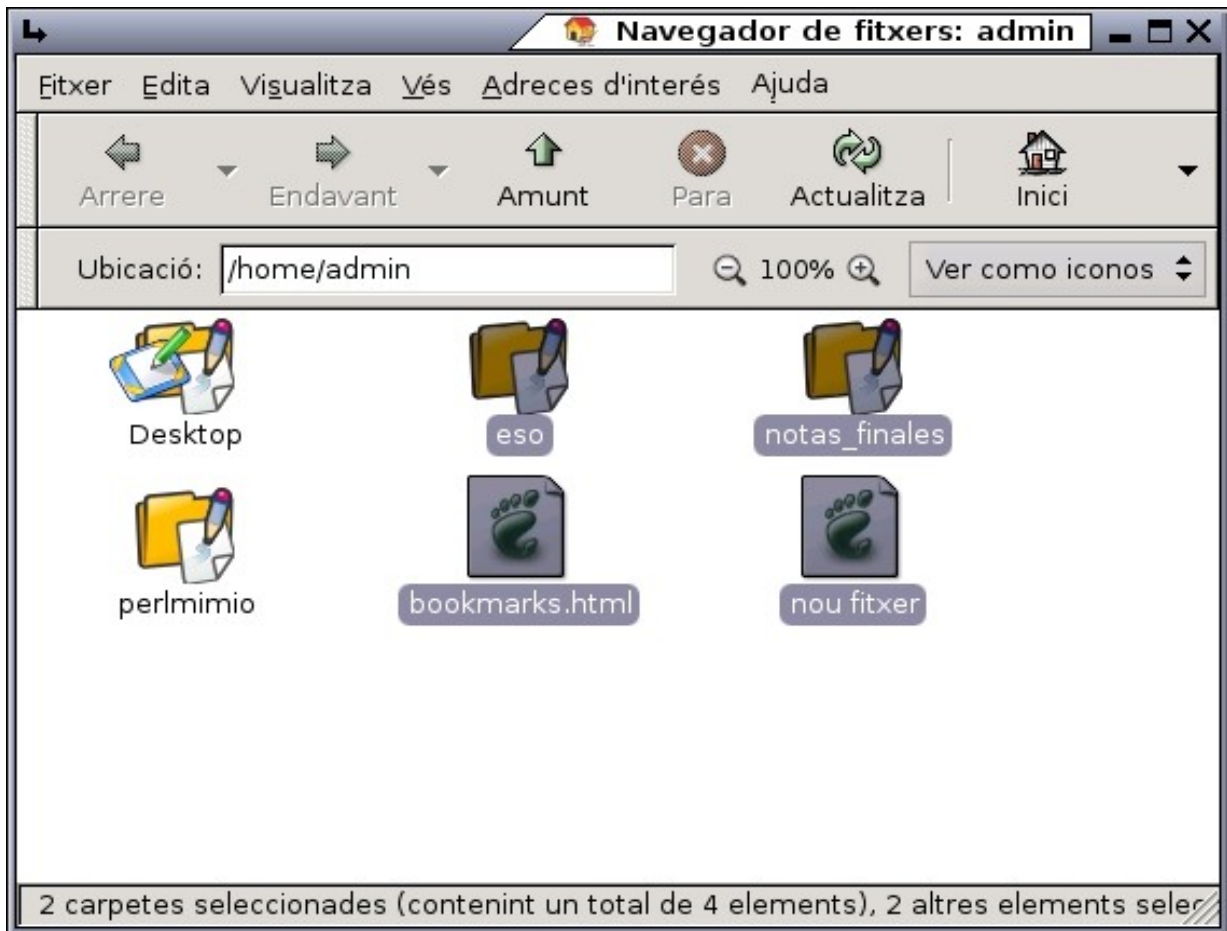 Navegador de fitxers: admin
Fitxer Edita Visualitza Vés Adreces d'interés Ajuda
Arrere Endavant Amunt Para Actualitza Inici
Ubicació: /home/admin 100% Ver como iconos
Desktop eso notas_finales
perlmimio bookmarks.html nou fitxer
2 carpetes seleccionades (contenint un total de 4 elements), 2 altres elements